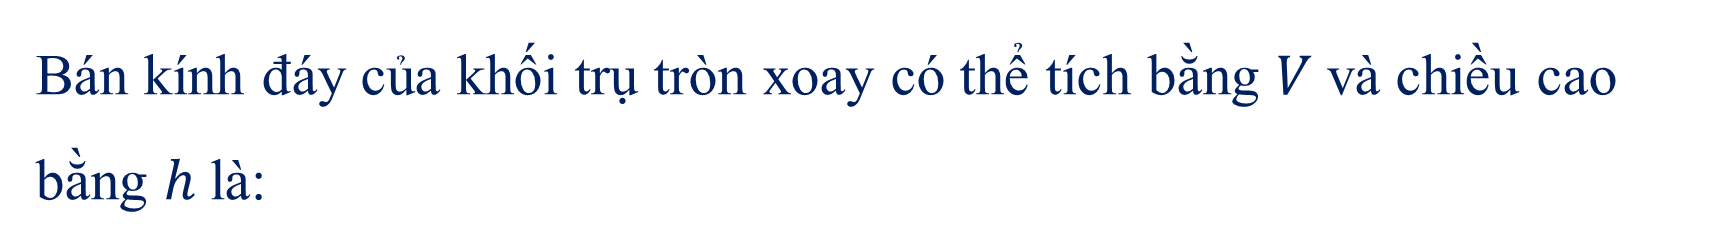 Bán kính đáy của khối trụ tròn xoay có thể tích bằng V và chiều cao
bằng h là: